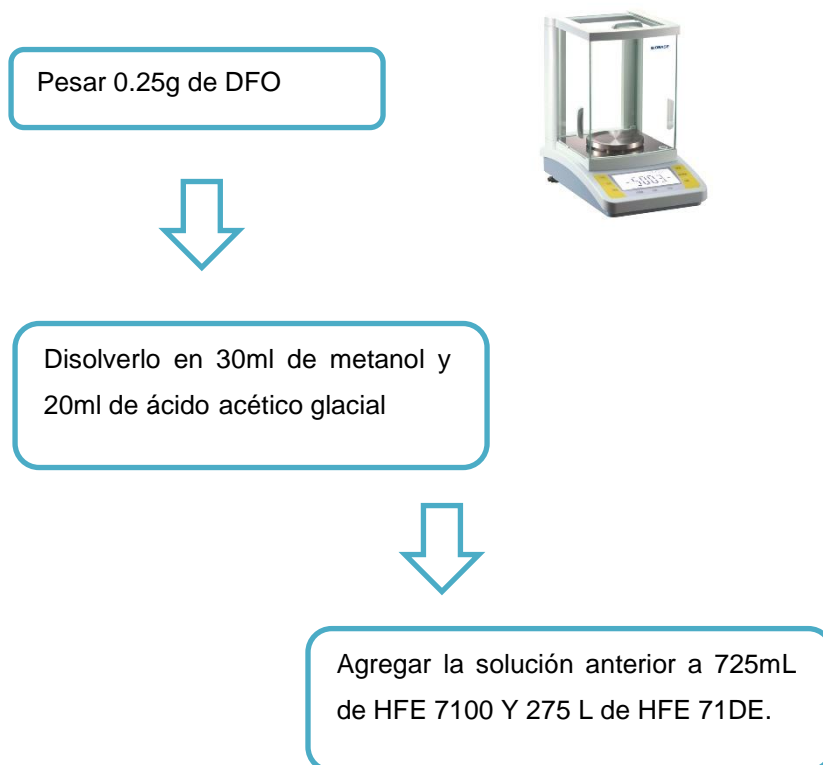 Pesar 0.25g de DFO
Disolverlo en 30ml de metanol y
20ml de ácido acético glacial
Agregar la solución anterior a 725mL
de HFE 7100 Y 275 L de HFE 71DE.